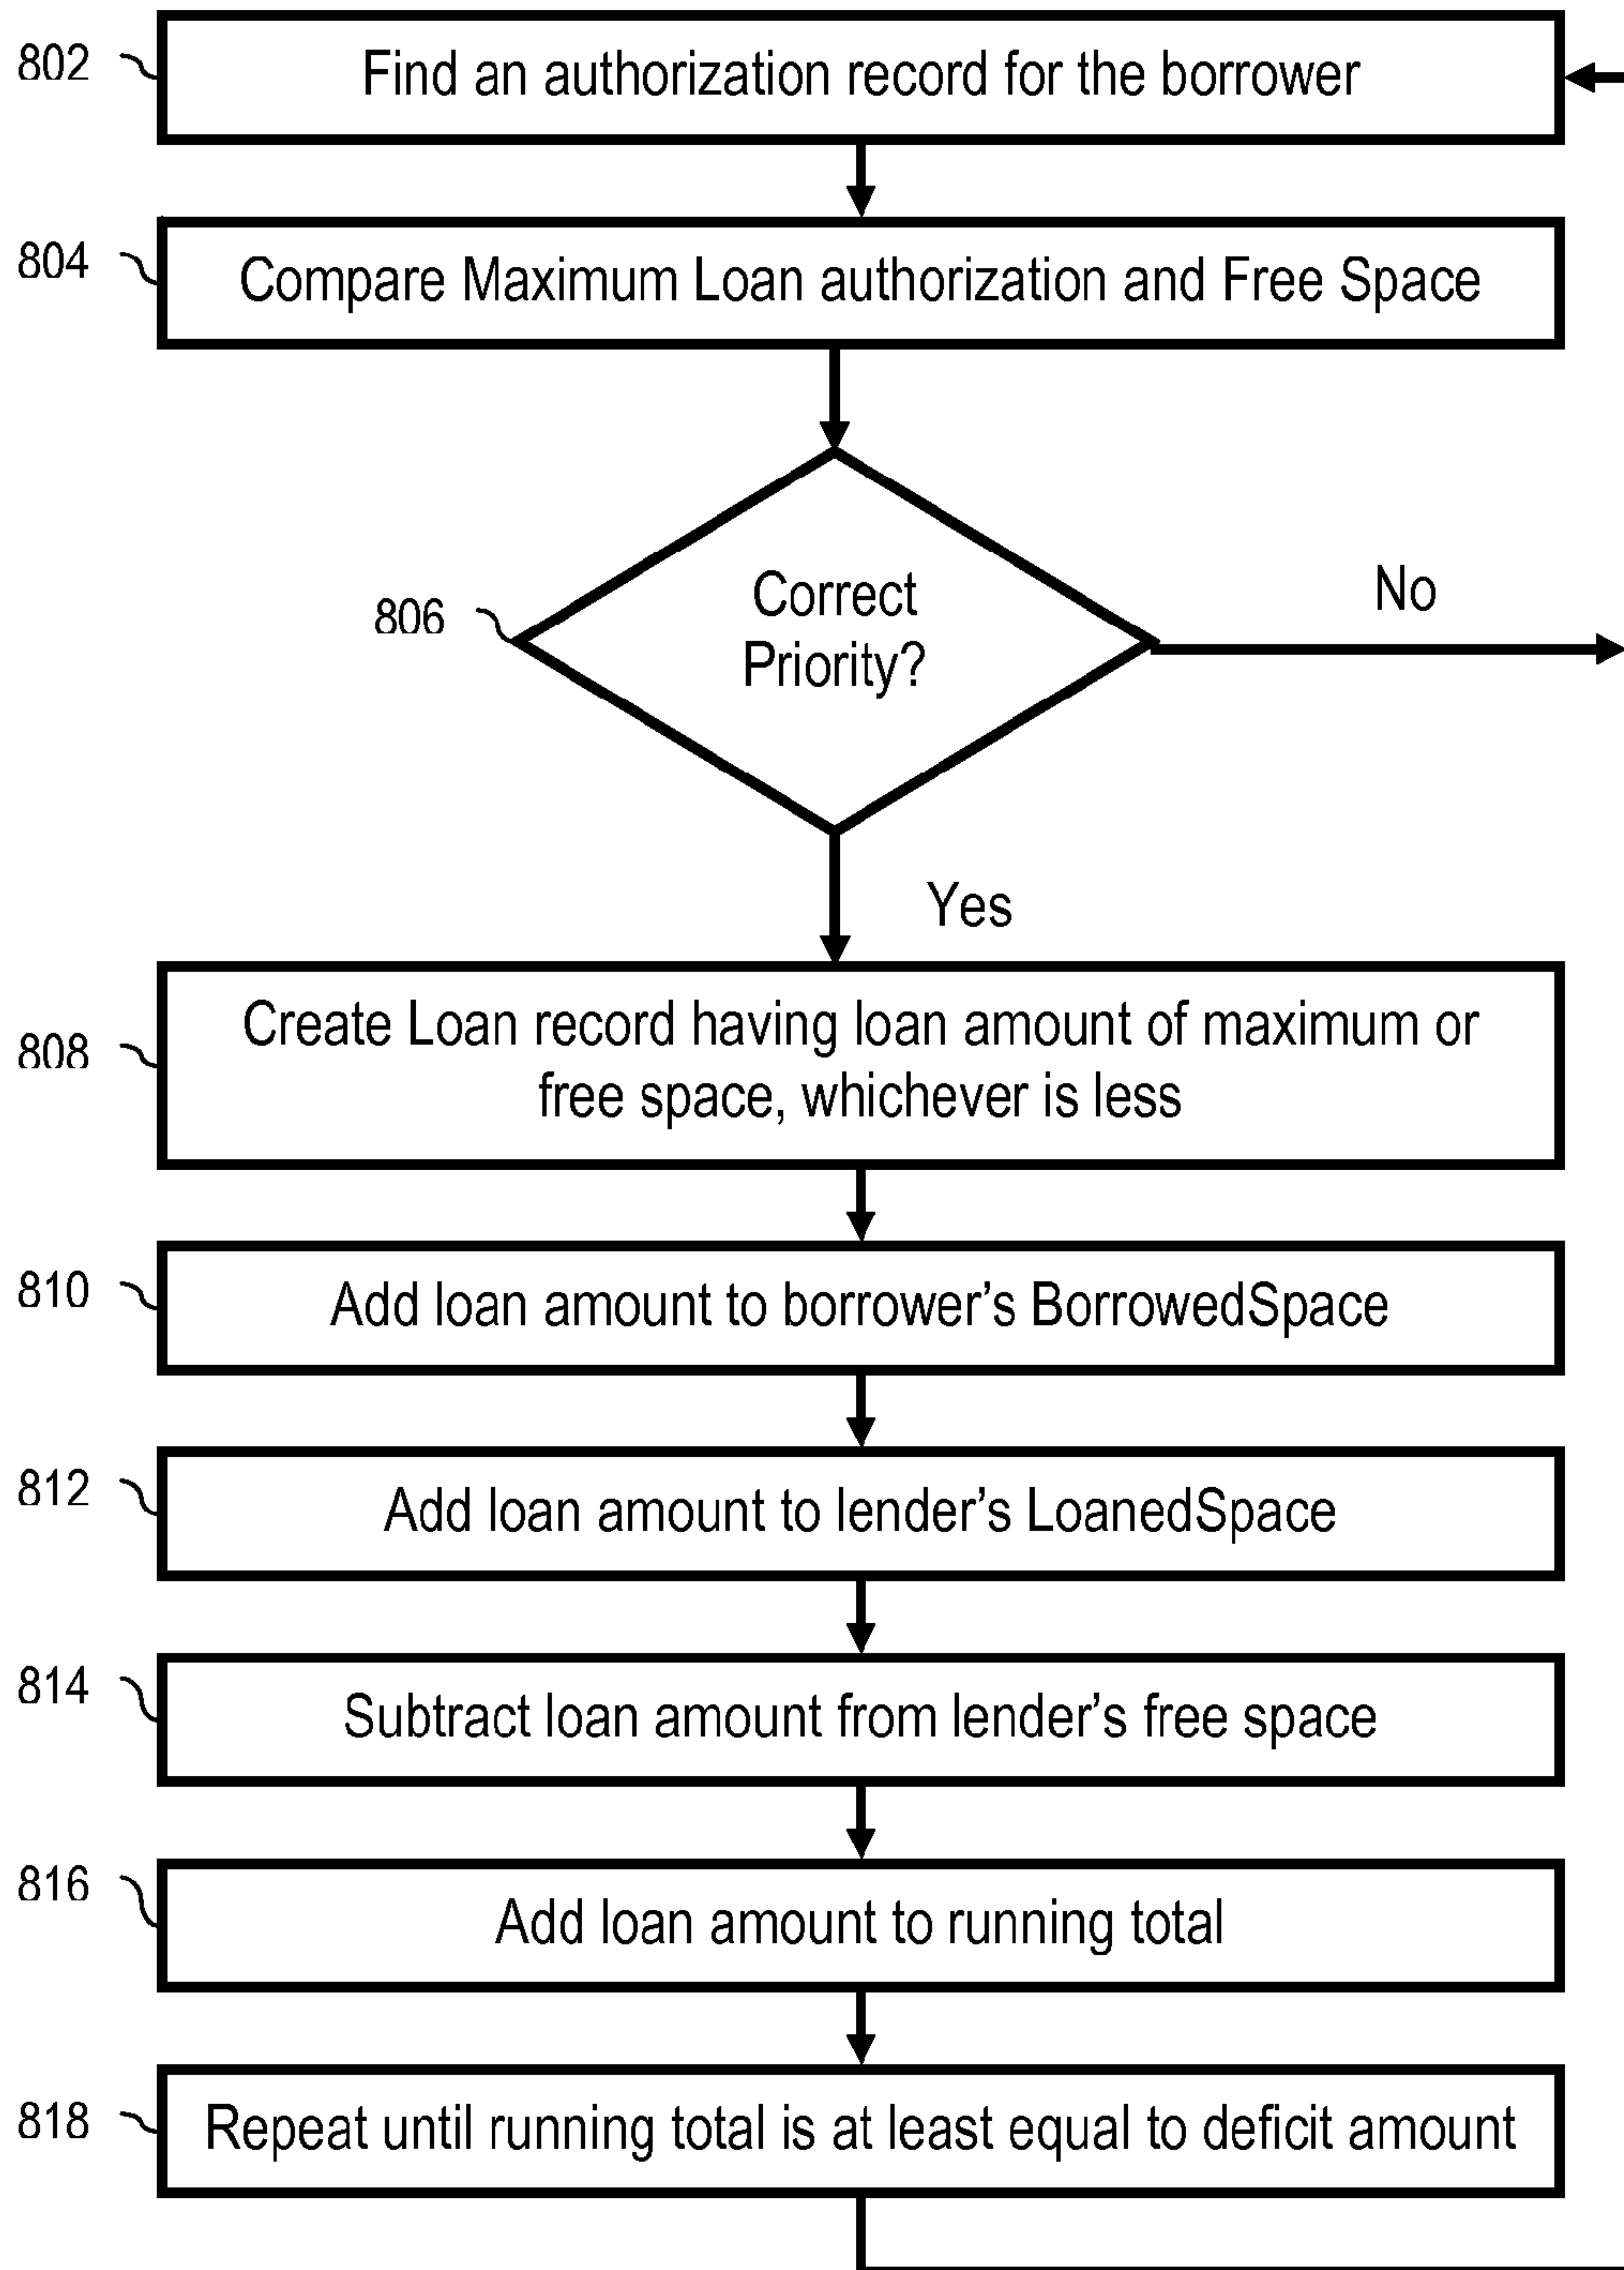 802
Find an authorization record for the borrower
804
Compare Maximum Loan authorization and Free Space
806
Correct
Priority?
No
Yes
808
Create Loan record having loan amount of maximum or
free space, whichever is less
810
Add loan amount to borrower’s BorrowedSpace
812
Add loan amount to lender’s LoanedSpace
814
Subtract loan amount from lender’s free space
816
Add loan amount to running total
818
Repeat until running total is at least equal to deficit amount